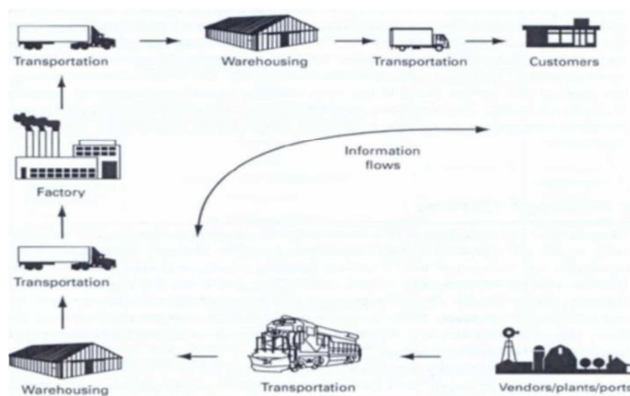 Transportation
Warehousing
Transportation
Customers
Information
flows
Factory
Transportation
Warehousing
Transportation
Vendors/plants/ports